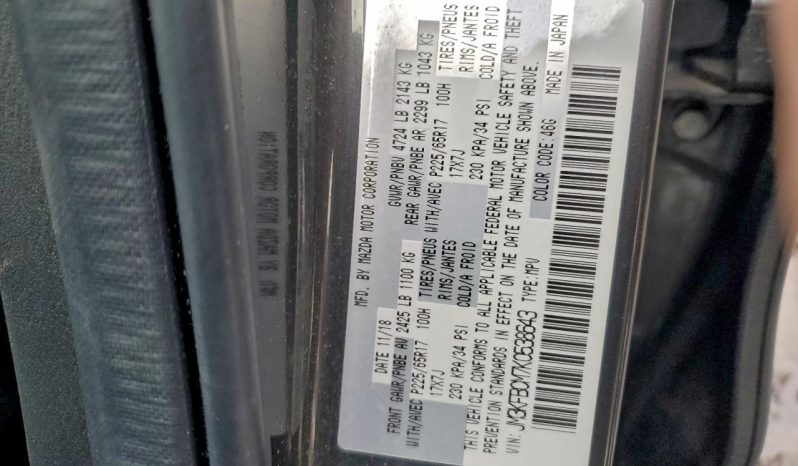 MFD. BY MAZDA MOTOR CORPORATION
DATE 11/18 GVWR/PNBV 4724 LB 2143 KG
FRONT GAWR/PNBE AV 2425 LB 1100 KG REAR GAWR/PNBE AR 2299 LB 1043 KG
WITH/AVEC P225/65R17 100H TIRES/PNEUS WITH/AVEC P225/65R17 100H TIRES/PNEUS
17X7J RIMS/JANTES 17X7J RIMS/JANTES
230 KPA/34 PSI COLD/A FROID 230 KPA/34 PSI COLD/A FROID
THIS VEHICLE CONFORMS TO ALL APPLICABLE FEDERAL MOTOR VEHICLE SAFETY AND THEFT
PREVENTION STANDARDS IN EFFECT ON THE DATE OF MANUFACTURE SHOWN ABOVE.
VIN: JM3KFBCM7K0538643 TYPE:MPV COLOR CODE:46G MADE IN JAPAN